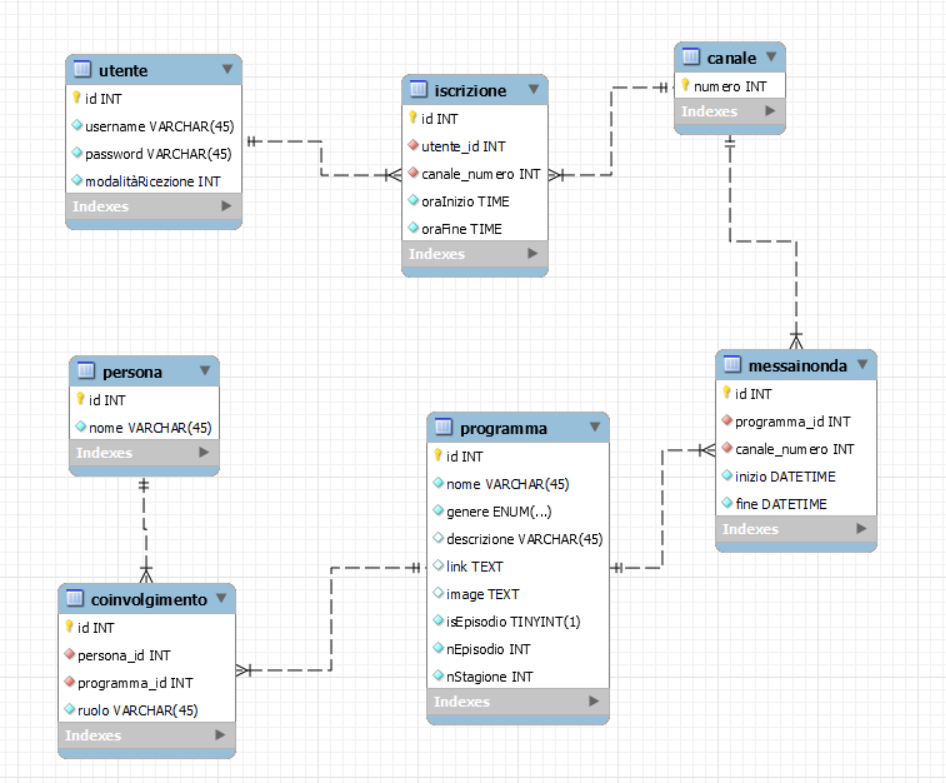 utente
id INT
username VARCHAR(45)
password VARCHAR(45)
modalitàRicezione INT
Indexes
iscrizione
id INT
utente_id INT
canale_numero INT
oraInizio TIME
oraFine TIME
Indexes
canale
numero INT
Indexes
persona
id INT
nome VARCHAR(45)
Indexes
programma
id INT
nome VARCHAR(45)
genere ENUM(...)
descrizione VARCHAR(45)
link TEXT
image TEXT
isEpisodio TINYINT(1)
nEpisodio INT
nStagione INT
Indexes
messainonda
id INT
programma_id INT
canale_numero INT
inizio DATETIME
fine DATETIME
Indexes
coinvolgimento
id INT
persona_id INT
programma_id INT
ruolo VARCHAR(45)
Indexes